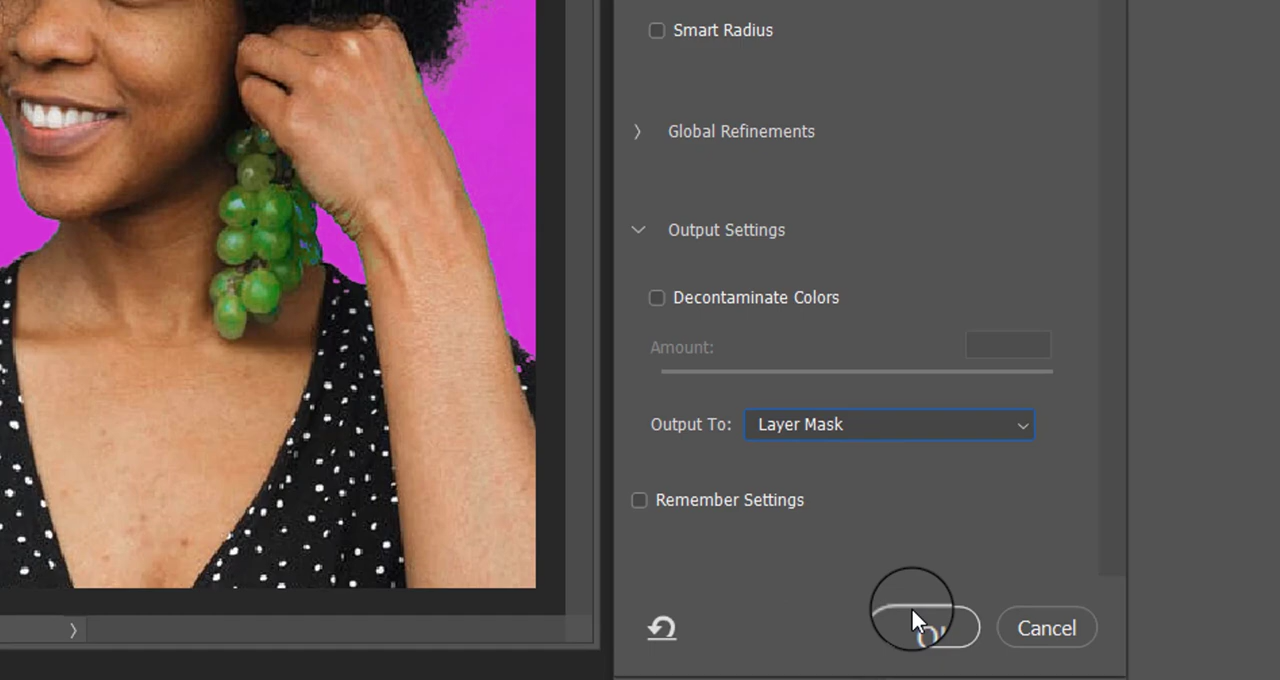 Smart Radius
Global Refinements
Output Settings
Decontaminate Colors
Amount:
Output To: Layer Mask
Remember Settings
Cancel